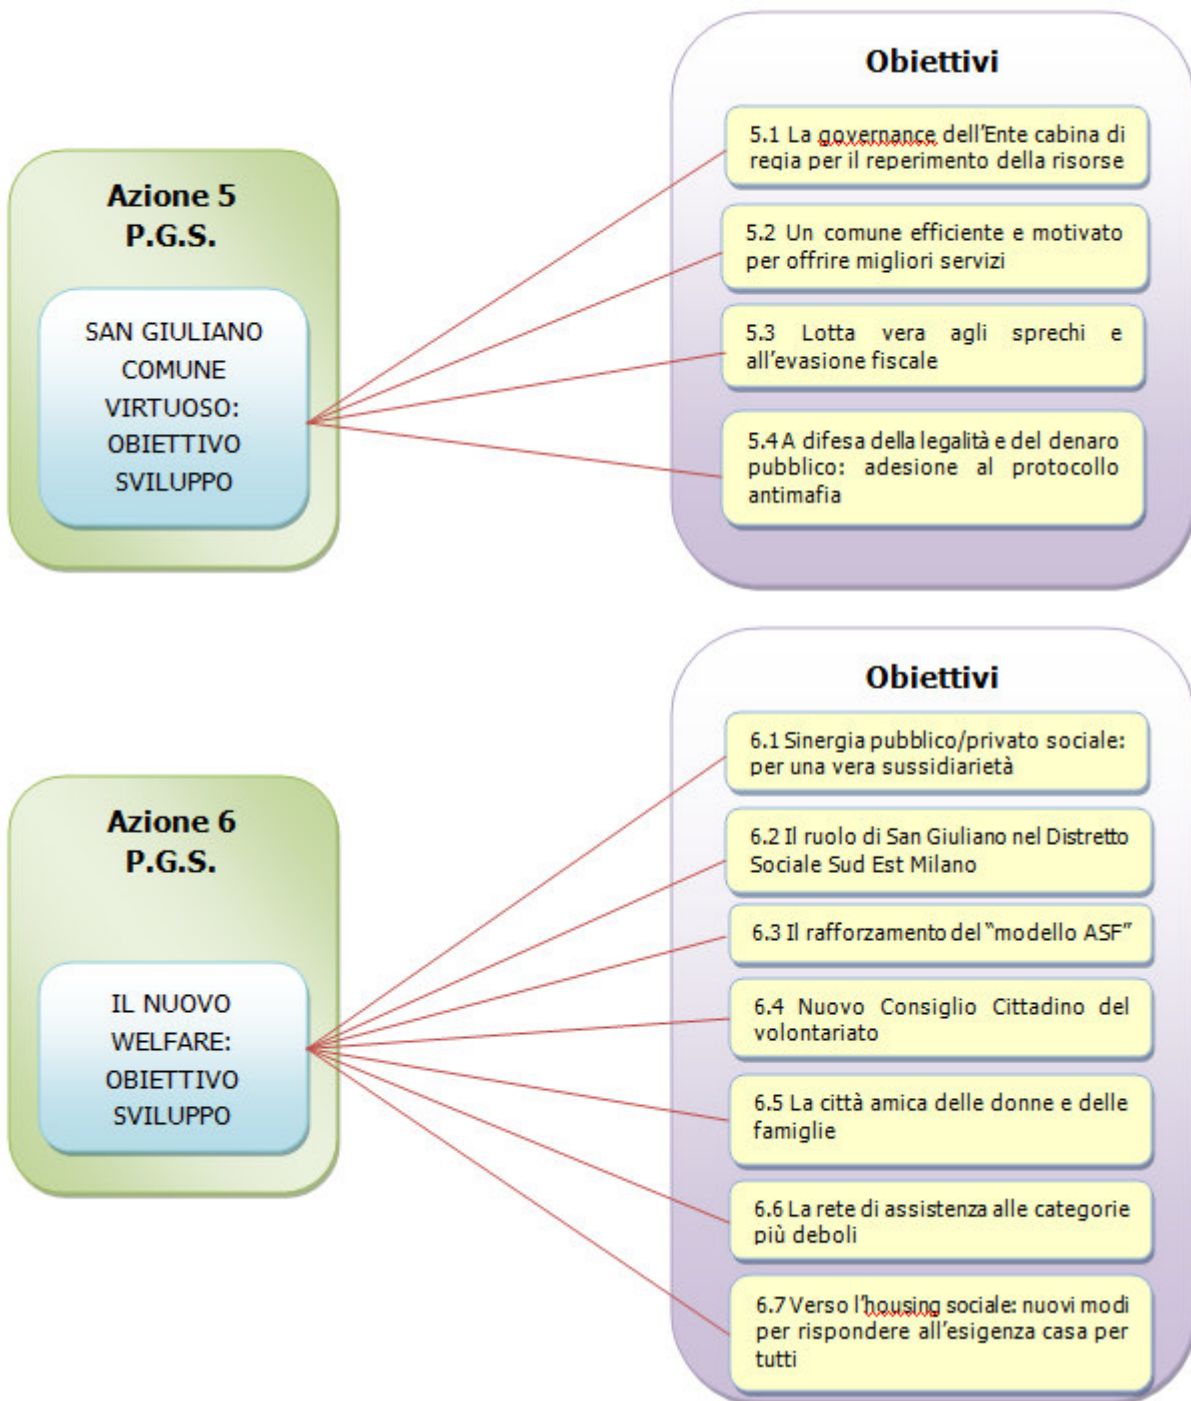 Azione 5
P.G.S.
SAN GIULIANO
COMUNE
VIRTUOSO:
OBIETTIVO
SVILUPPO
Obiettivi
5.1 La governance dell'Ente cabina di
regia per il reperimento della risorse
5.2 Un comune efficiente e motivato
per offrire migliori servizi
5.3 Lotta vera agli sprechi e
all'evasione fiscale
5.4 A difesa della legalità e del denaro
pubblico: adesione al protocollo
antimafia
Azione 6
P.G.S.
IL NUOVO
WELFARE:
OBIETTIVO
SVILUPPO
Obiettivi
6.1 Sinergia pubblico/privato sociale:
per una vera sussidiarietà
6.2 Il ruolo di San Giuliano nel Distretto
Sociale Sud Est Milano
6.3 Il rafforzamento del "modello ASF"
6.4 Nuovo Consiglio Cittadino del
volontariato
6.5 La città amica delle donne e delle
famiglie
6.6 La rete di assistenza alle categorie
più deboli
6.7 Verso l'housing sociale: nuovi modi
per rispondere all'esigenza casa per
tutti